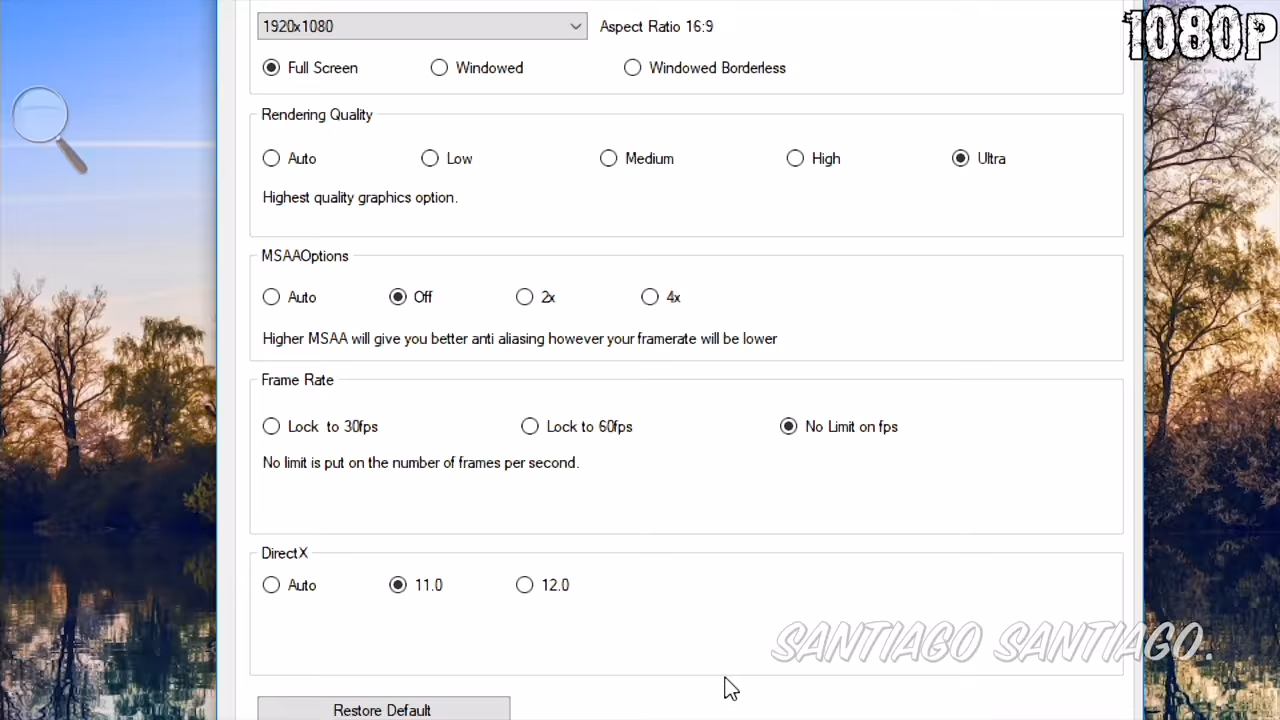 1920x1080 Aspect Ratio 16:9
1080P
Full Screen Windowed Windowed Borderless
Rendering Quality
Auto Low Medium High Ultra
Highest quality graphics option.
MSAAOptions
Auto Off 2x 4x
Higher MSAA will give you better anti aliasing however your framerate will be lower
Frame Rate
Lock to 30fps Lock to 60fps No Limit on fps
No limit is put on the number of frames per second.
DirectX
Auto 11.0 12.0
SANTIAGO SANTIAGO.
Restore Default